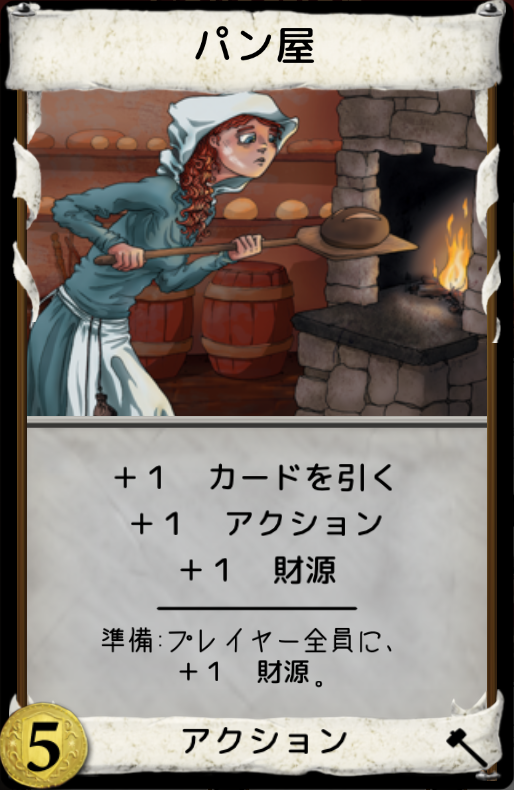 パン屋
＋１　カードを引く
＋１　アクション
＋１　財源
準備:プレイヤー全員に、
＋１　財源。
5
アクション